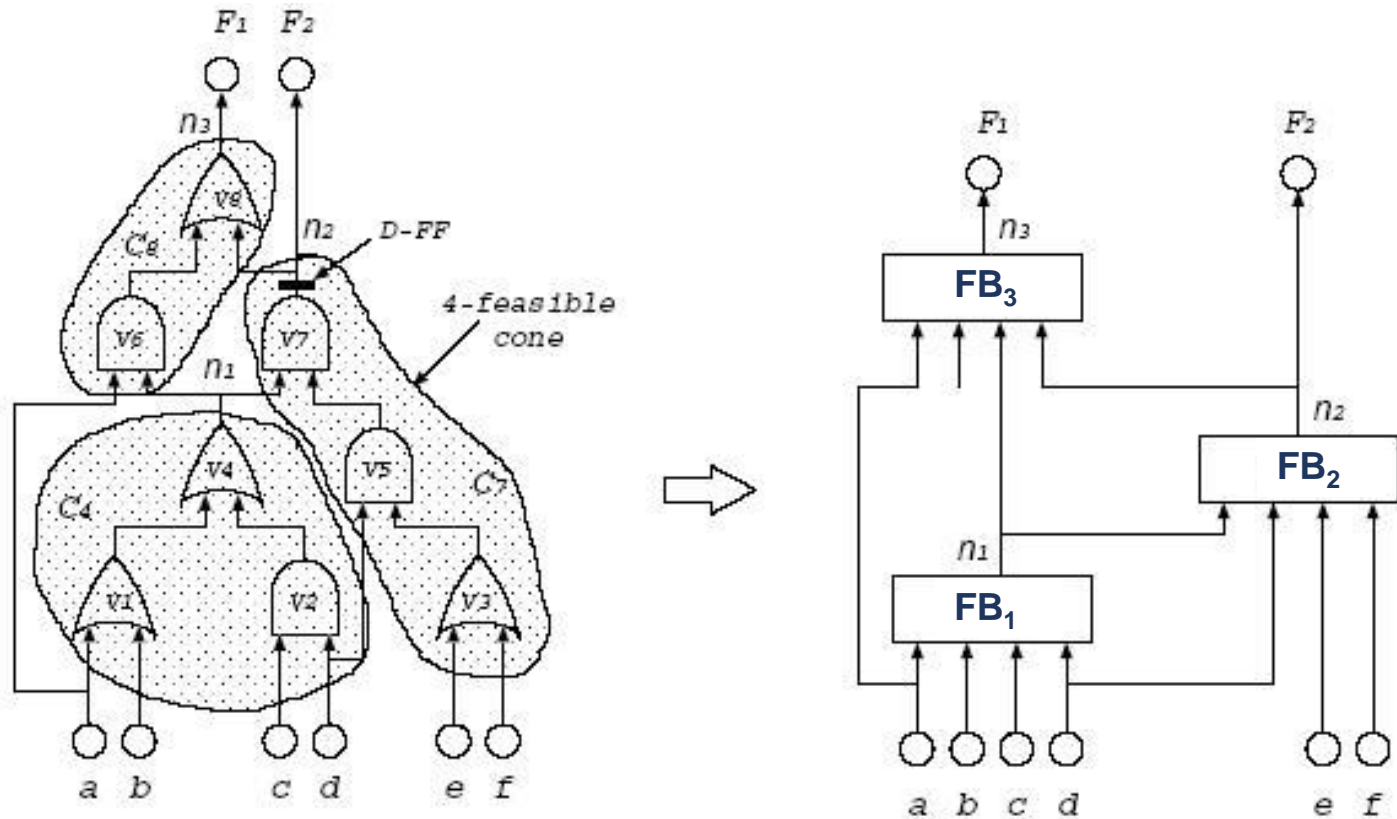 F₁ F₂
n₃
v8
C8
n₂
D-FF
4-feasible
cone
v6
v7
n₁
v4
v5
C₄
C7
v1
v2
v3
a b c d e f
F₁ F₂
n₃
FB₃
n₂
FB₂
n₁
FB₁
a b c d e f